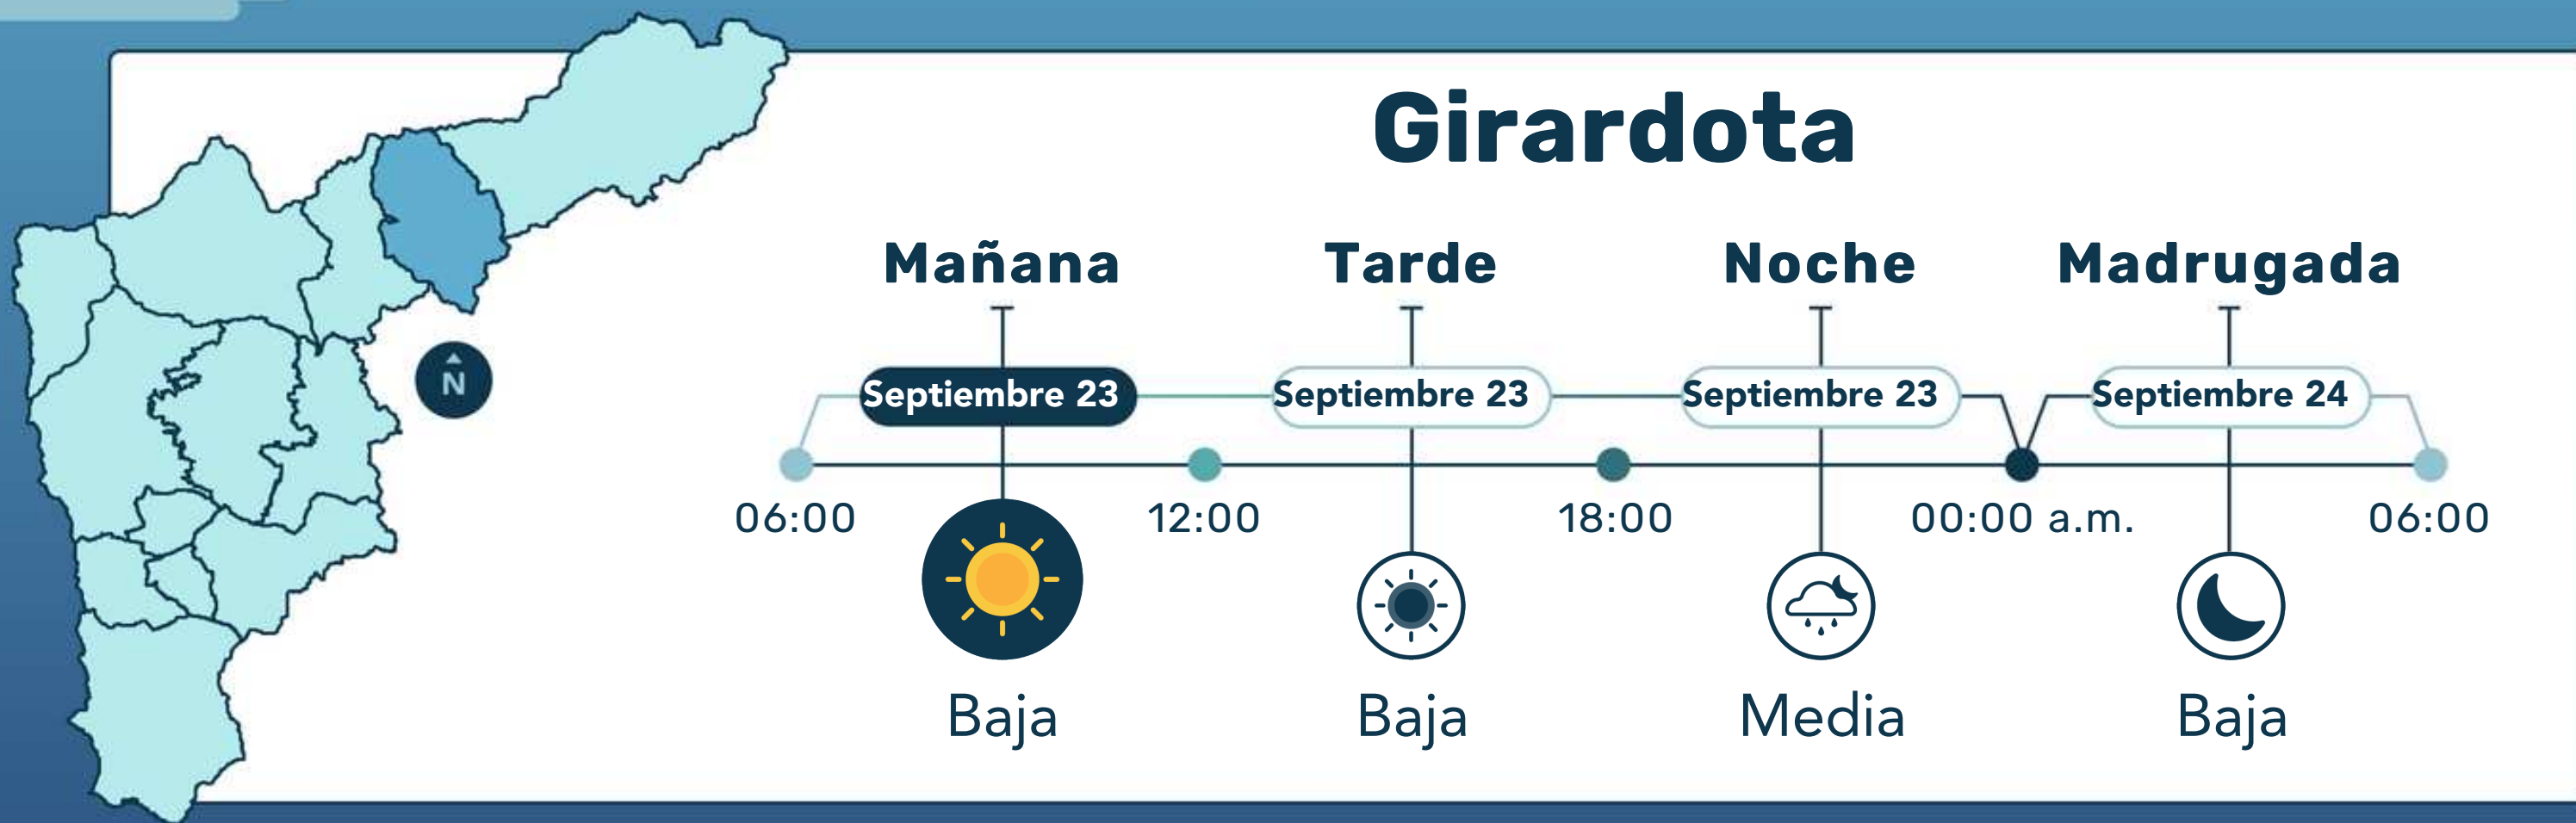 Girardota
Mañana Tarde Noche Madrugada
N
Septiembre 23 Septiembre 23 Septiembre 23 Septiembre 24
06:00 12:00 18:00 00:00 a.m. 06:00
Baja Baja Media Baja